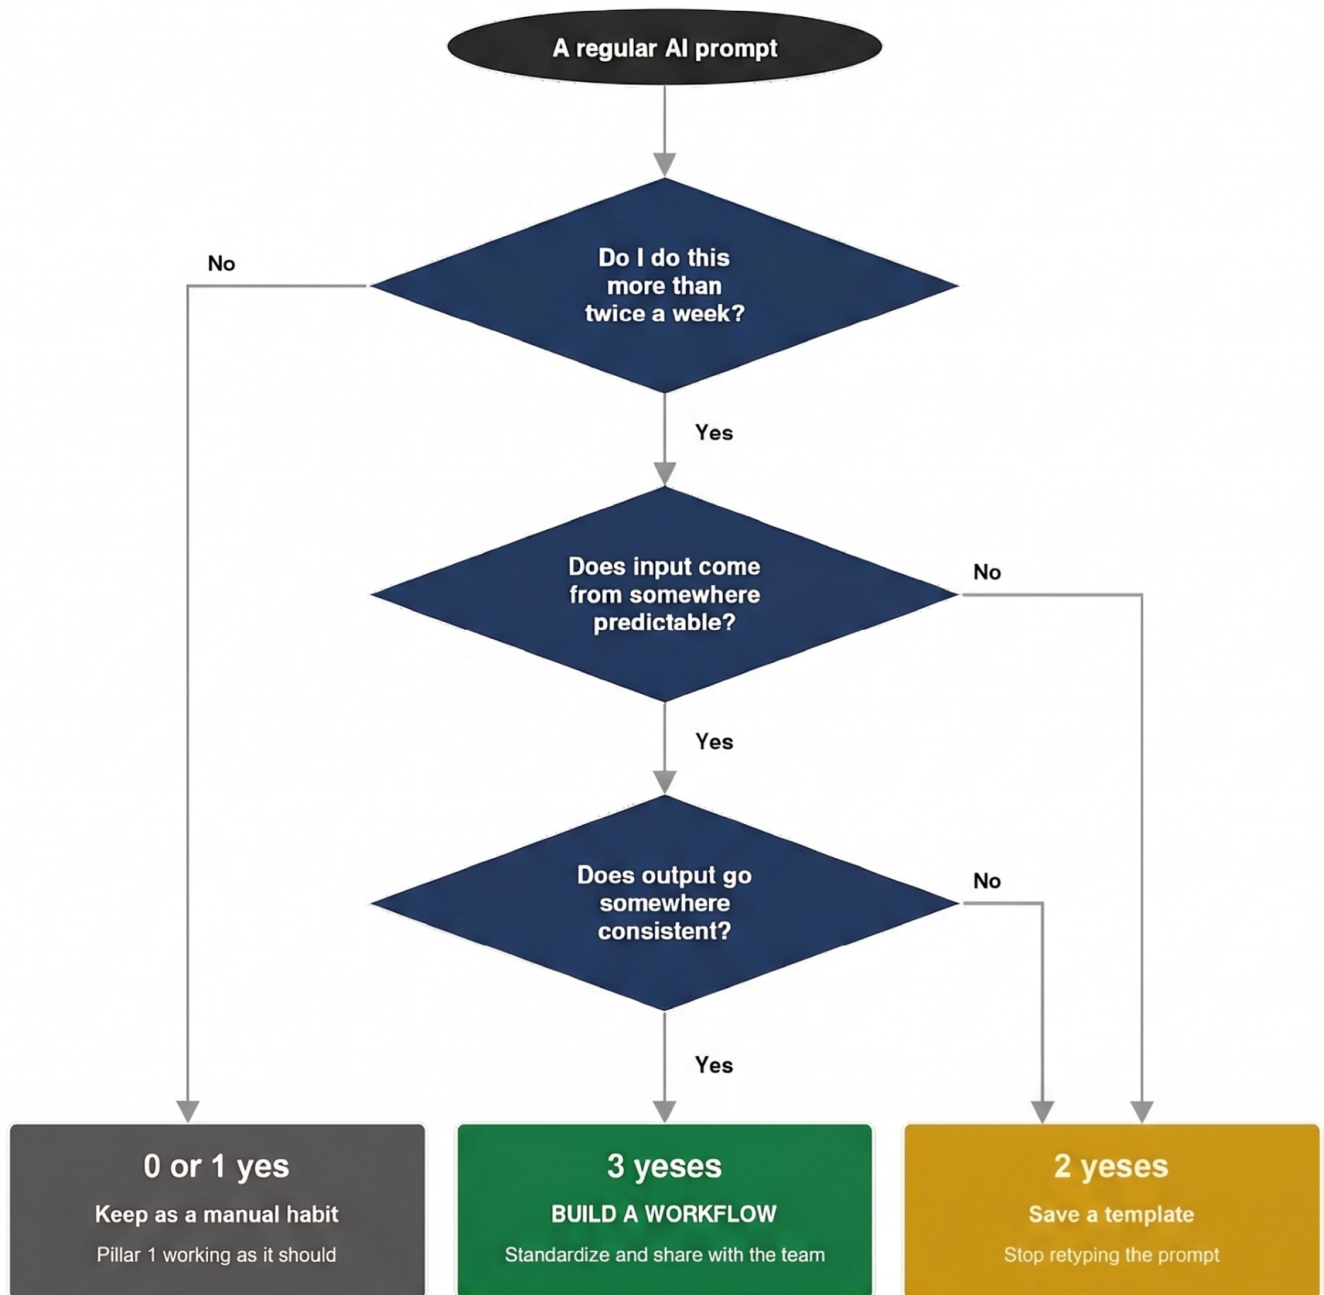 A regular AI prompt
Do I do this
more than
twice a week?
No
Yes
Does input come
from somewhere
predictable?
No
Yes
Does output go
somewhere
consistent?
No
Yes
0 or 1 yes
Keep as a manual habit
Pillar 1 working as it should
3 yeses
BUILD A WORKFLOW
Standardize and share with the team
2 yeses
Save a template
Stop retyping the prompt